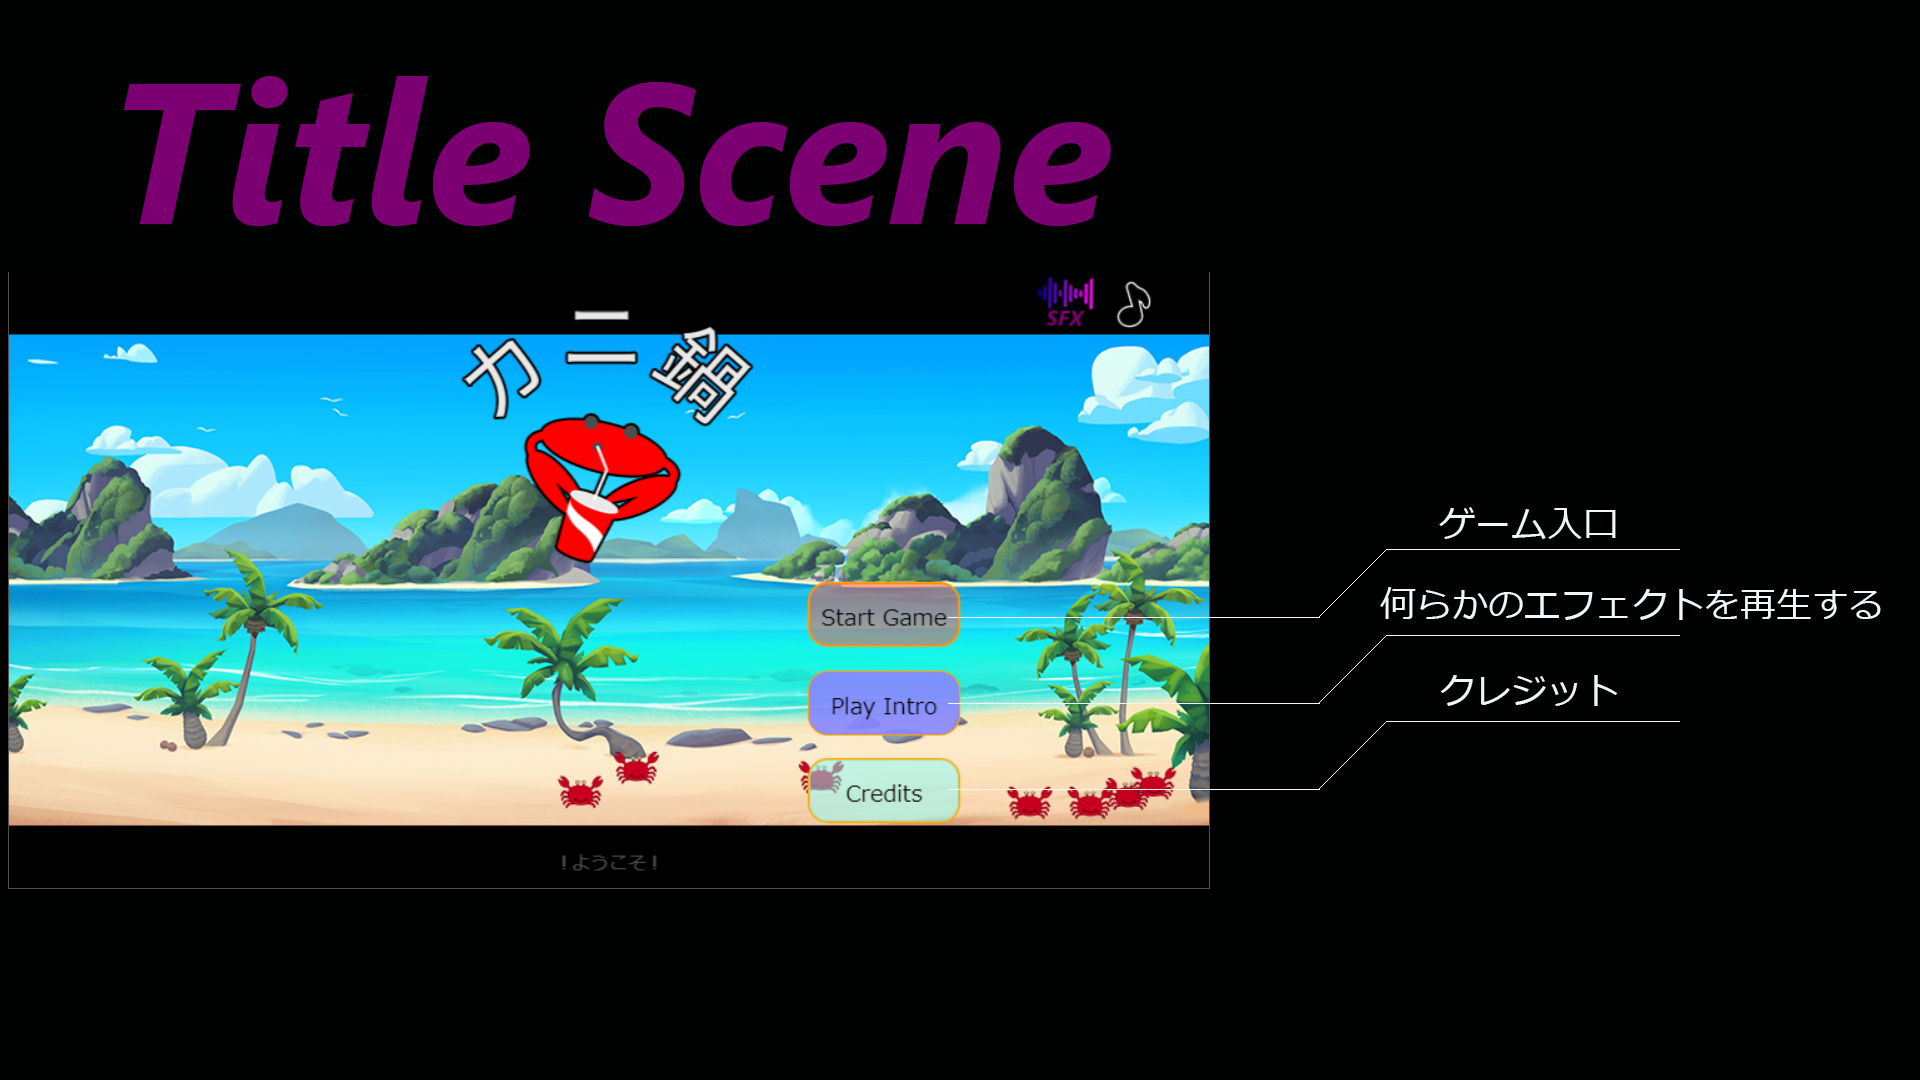 Title Scene
SFX
カニ鍋
ゲーム入口
Start Game
何らかのエフェクトを再生する
Play Intro
クレジット
Credits
!ようこそ!